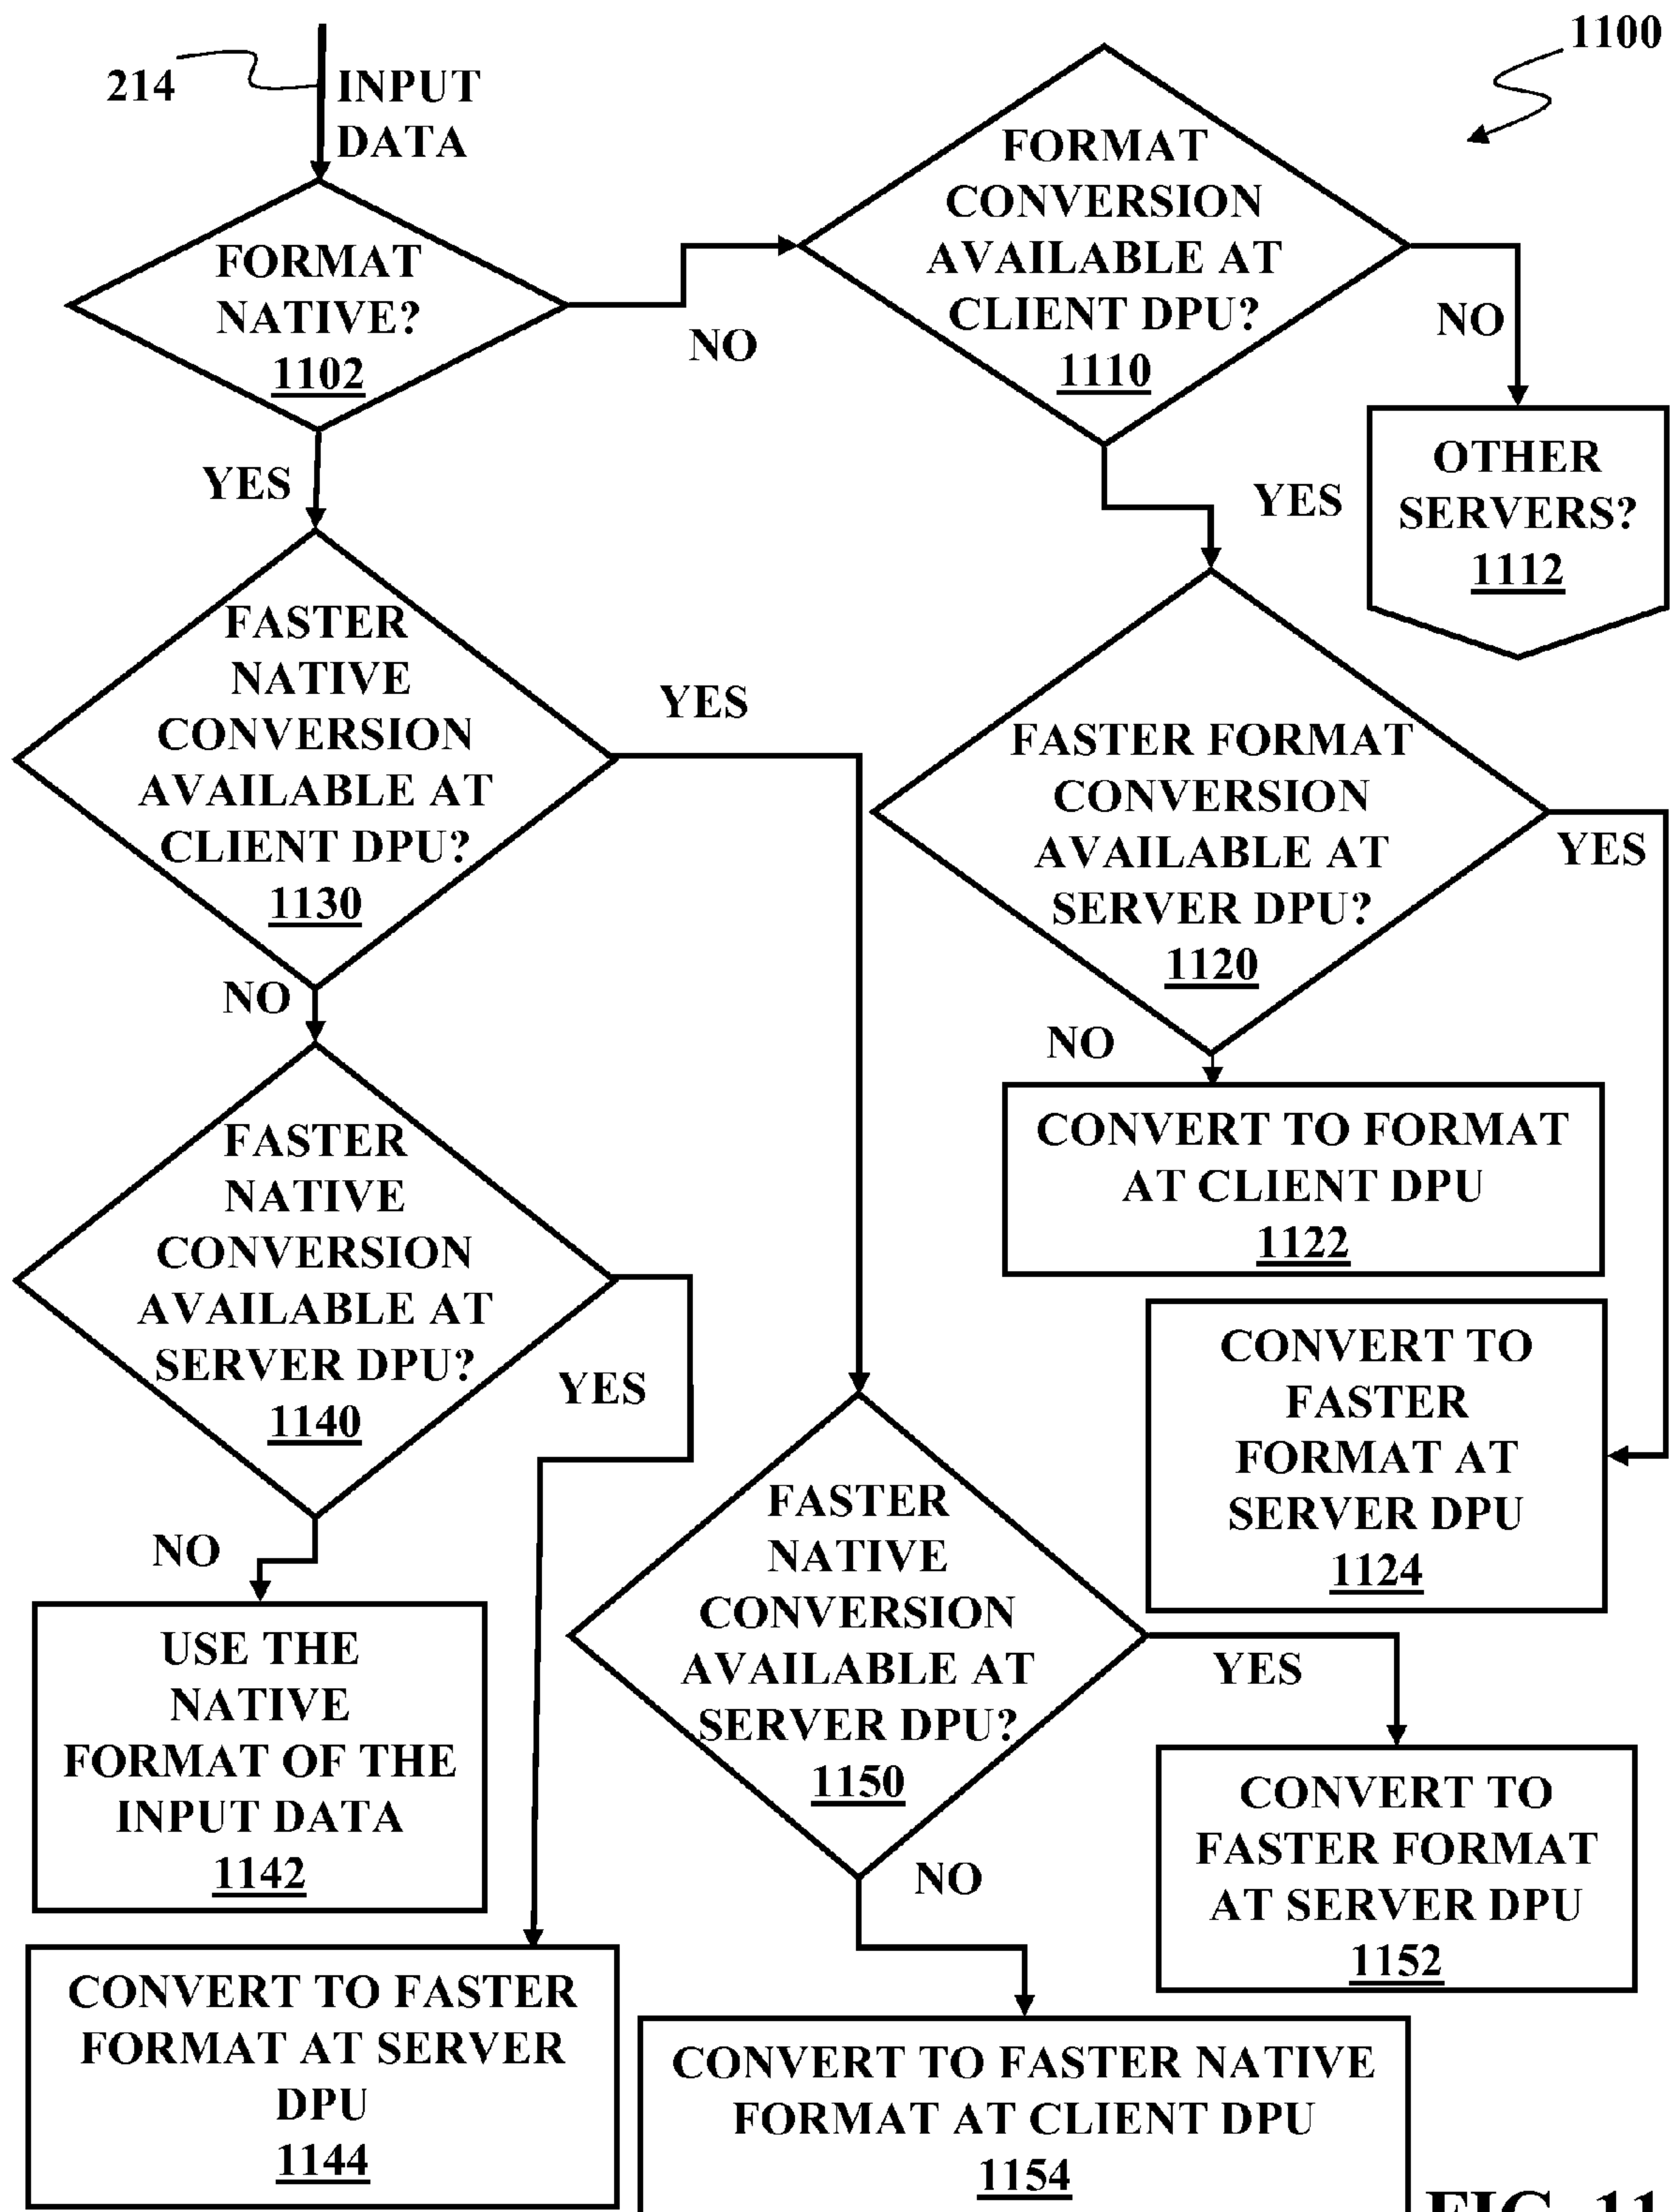 1100
214
INPUT
DATA
FORMAT
NATIVE?
1102
NO
YES
FORMAT
CONVERSION
AVAILABLE AT
CLIENT DPU?
1110
NO
YES
OTHER
SERVERS?
1112
FASTER
NATIVE
CONVERSION
AVAILABLE AT
CLIENT DPU?
1130
YES
NO
FASTER FORMAT
CONVERSION
AVAILABLE AT
SERVER DPU?
1120
YES
NO
CONVERT TO FORMAT
AT CLIENT DPU
1122
CONVERT TO
FASTER
FORMAT AT
SERVER DPU
1124
FASTER
NATIVE
CONVERSION
AVAILABLE AT
SERVER DPU?
1140
YES
NO
USE THE
NATIVE
FORMAT OF THE
INPUT DATA
1142
CONVERT TO FASTER
FORMAT AT SERVER
DPU
1144
FASTER
NATIVE
CONVERSION
AVAILABLE AT
SERVER DPU?
1150
YES
NO
CONVERT TO
FASTER FORMAT
AT SERVER DPU
1152
CONVERT TO FASTER NATIVE
FORMAT AT CLIENT DPU
1154
FIG. 11